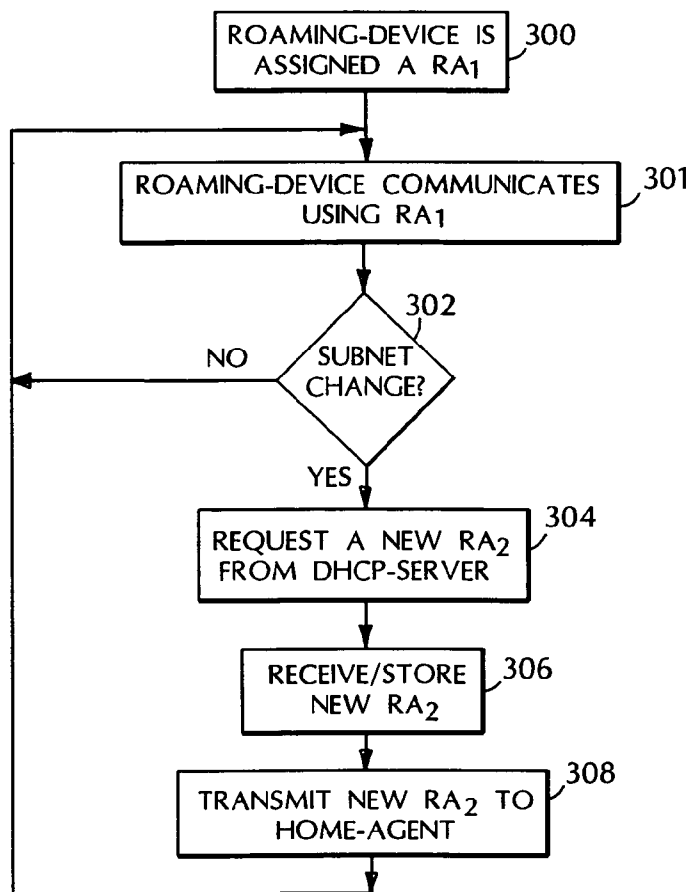 ROAMING-DEVICE IS
ASSIGNED A RA1
300
ROAMING-DEVICE COMMUNICATES
USING RA1
301
302
SUBNET
CHANGE?
NO
YES
304
REQUEST A NEW RA2
FROM DHCP-SERVER
306
RECEIVE/STORE
NEW RA2
308
TRANSMIT NEW RA2 TO
HOME-AGENT